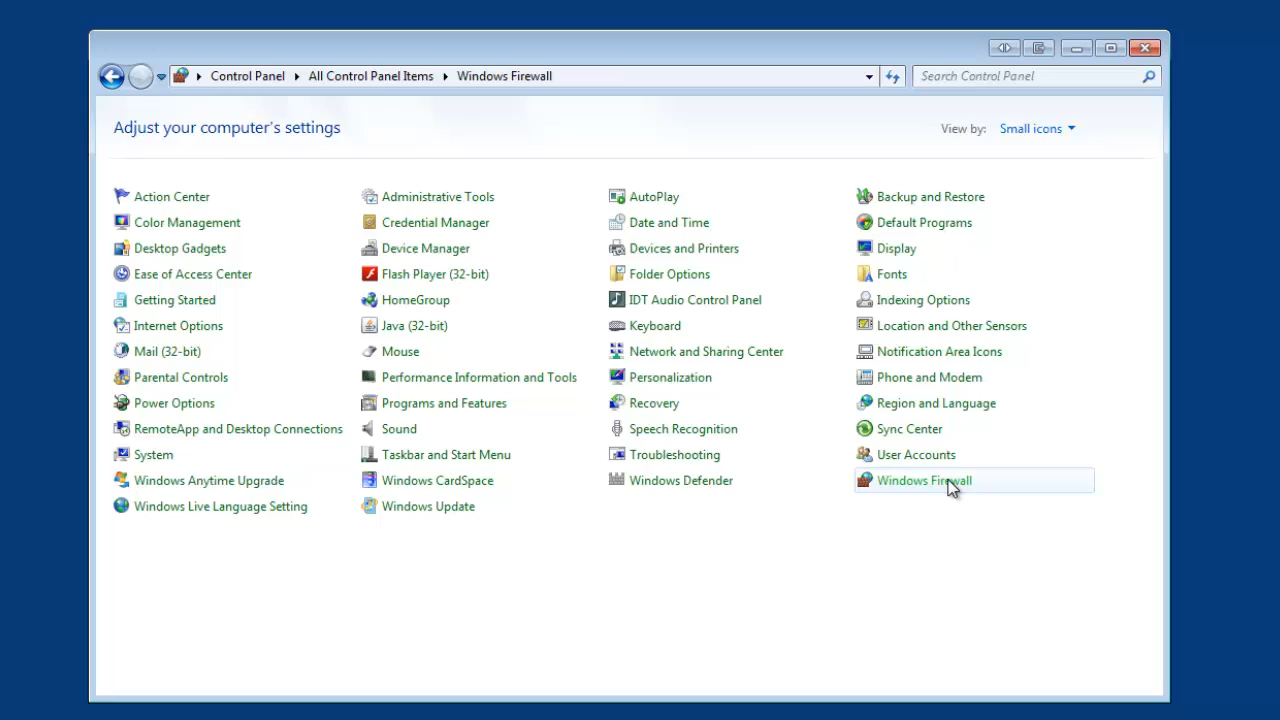 Control Panel All Control Panel Items Windows Firewall Search Control Panel
Adjust your computer's settings View by: Small icons
Action Center Administrative Tools AutoPlay Backup and Restore
Color Management Credential Manager Date and Time Default Programs
Desktop Gadgets Device Manager Devices and Printers Display
Ease of Access Center Flash Player (32-bit) Folder Options Fonts
Getting Started HomeGroup IDT Audio Control Panel Indexing Options
Internet Options Java (32-bit) Keyboard Location and Other Sensors
Mail (32-bit) Mouse Network and Sharing Center Notification Area Icons
Parental Controls Performance Information and Tools Personalization Phone and Modem
Power Options Programs and Features Recovery Region and Language
RemoteApp and Desktop Connections Sound Speech Recognition Sync Center
System Taskbar and Start Menu Troubleshooting User Accounts
Windows Anytime Upgrade Windows CardSpace Windows Defender Windows Firewall
Windows Live Language Setting Windows Update